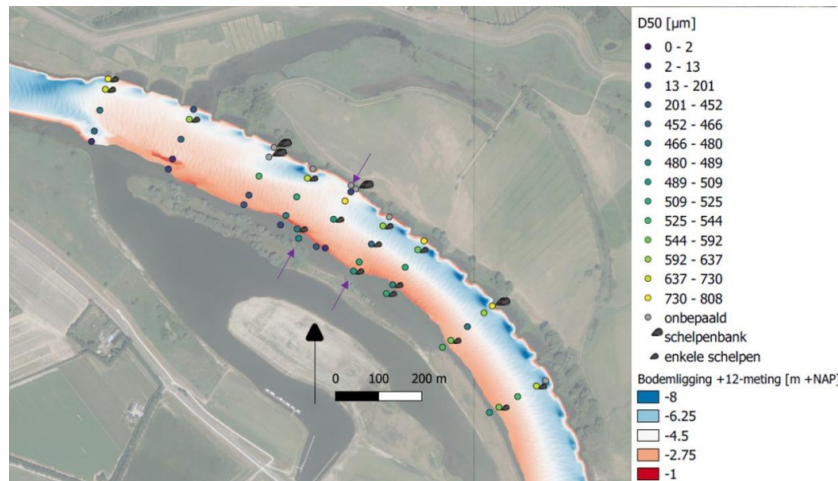 D50 [µm]
0 - 2
2 - 13
13 - 201
201 - 452
452 - 466
466 - 480
480 - 489
489 - 509
509 - 525
525 - 544
544 - 592
592 - 637
637 - 730
730 - 808
onbepaald
schelpenbank
enkele schelpen
Bodemligging +12-meting [m +NAP]
-8
-6.25
-4.5
-2.75
-1
0 100 200 m